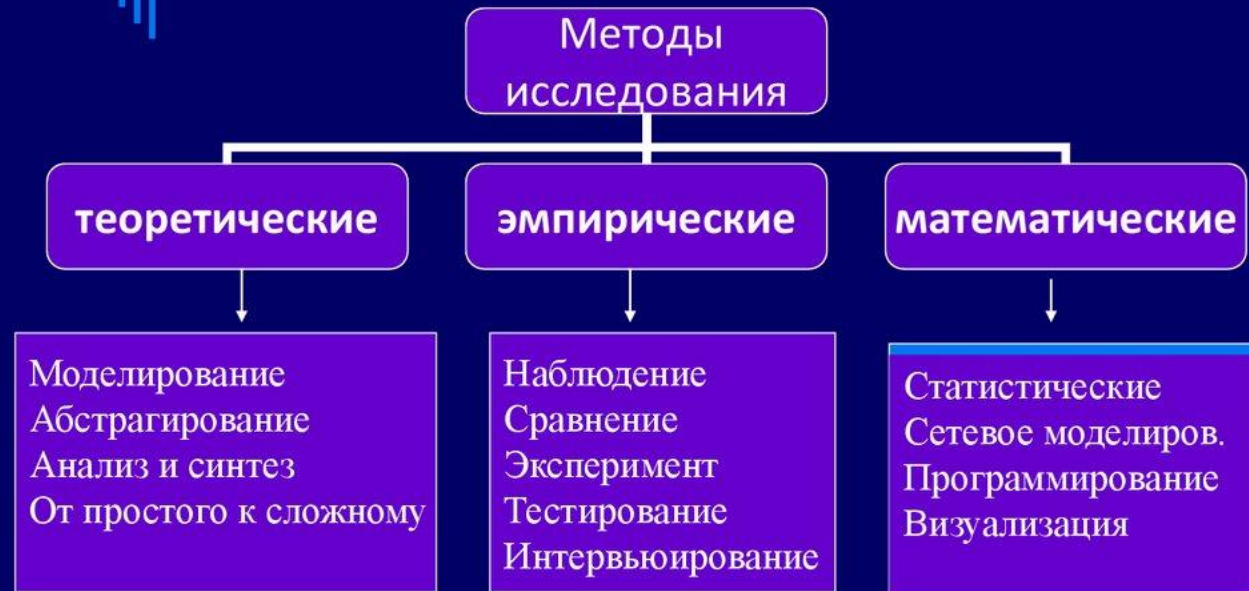 Методы
исследования
теоретические
эмпирические
математические
Моделирование
Абстрагирование
Анализ и синтез
От простого к сложному
Наблюдение
Сравнение
Эксперимент
Тестирование
Интервьюирование
Статистические
Сетевое моделиров.
Программирование
Визуализация